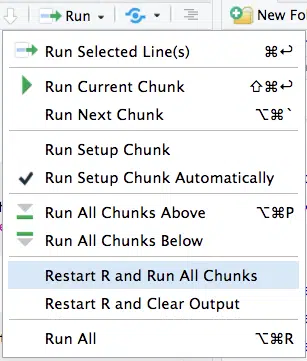 Run
New Fo
Run Selected Line(s) ⌘↩
Run Current Chunk ⇧⌘↩
Run Next Chunk ⌥⌘`
Run Setup Chunk
Run Setup Chunk Automatically
Run All Chunks Above ⌥⌘P
Run All Chunks Below
Restart R and Run All Chunks
Restart R and Clear Output
Run All ⌥⌘R